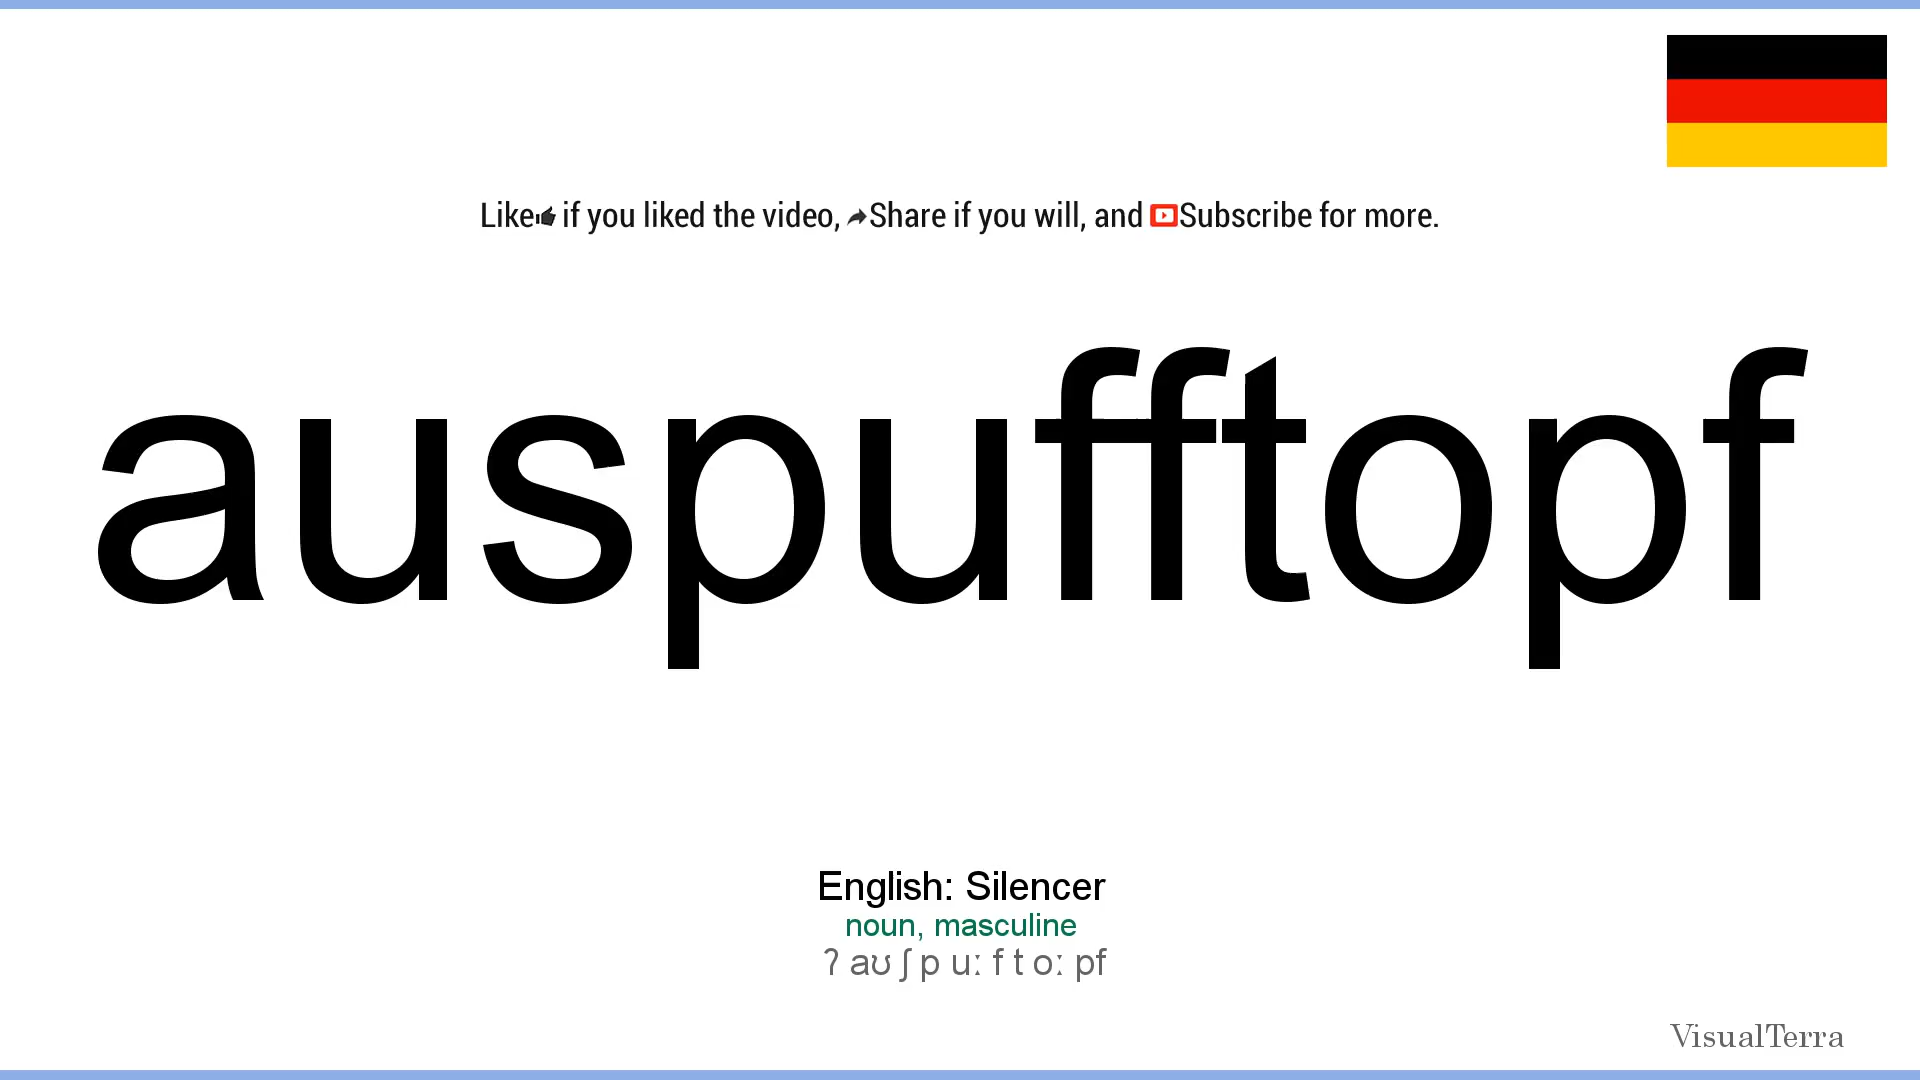 Like if you liked the video, Share if you will, and Subscribe for more.
auspufftopf
English: Silencer
noun, masculine
ʔ aʊ ʃ p uː f t oː pf
VisualTerra